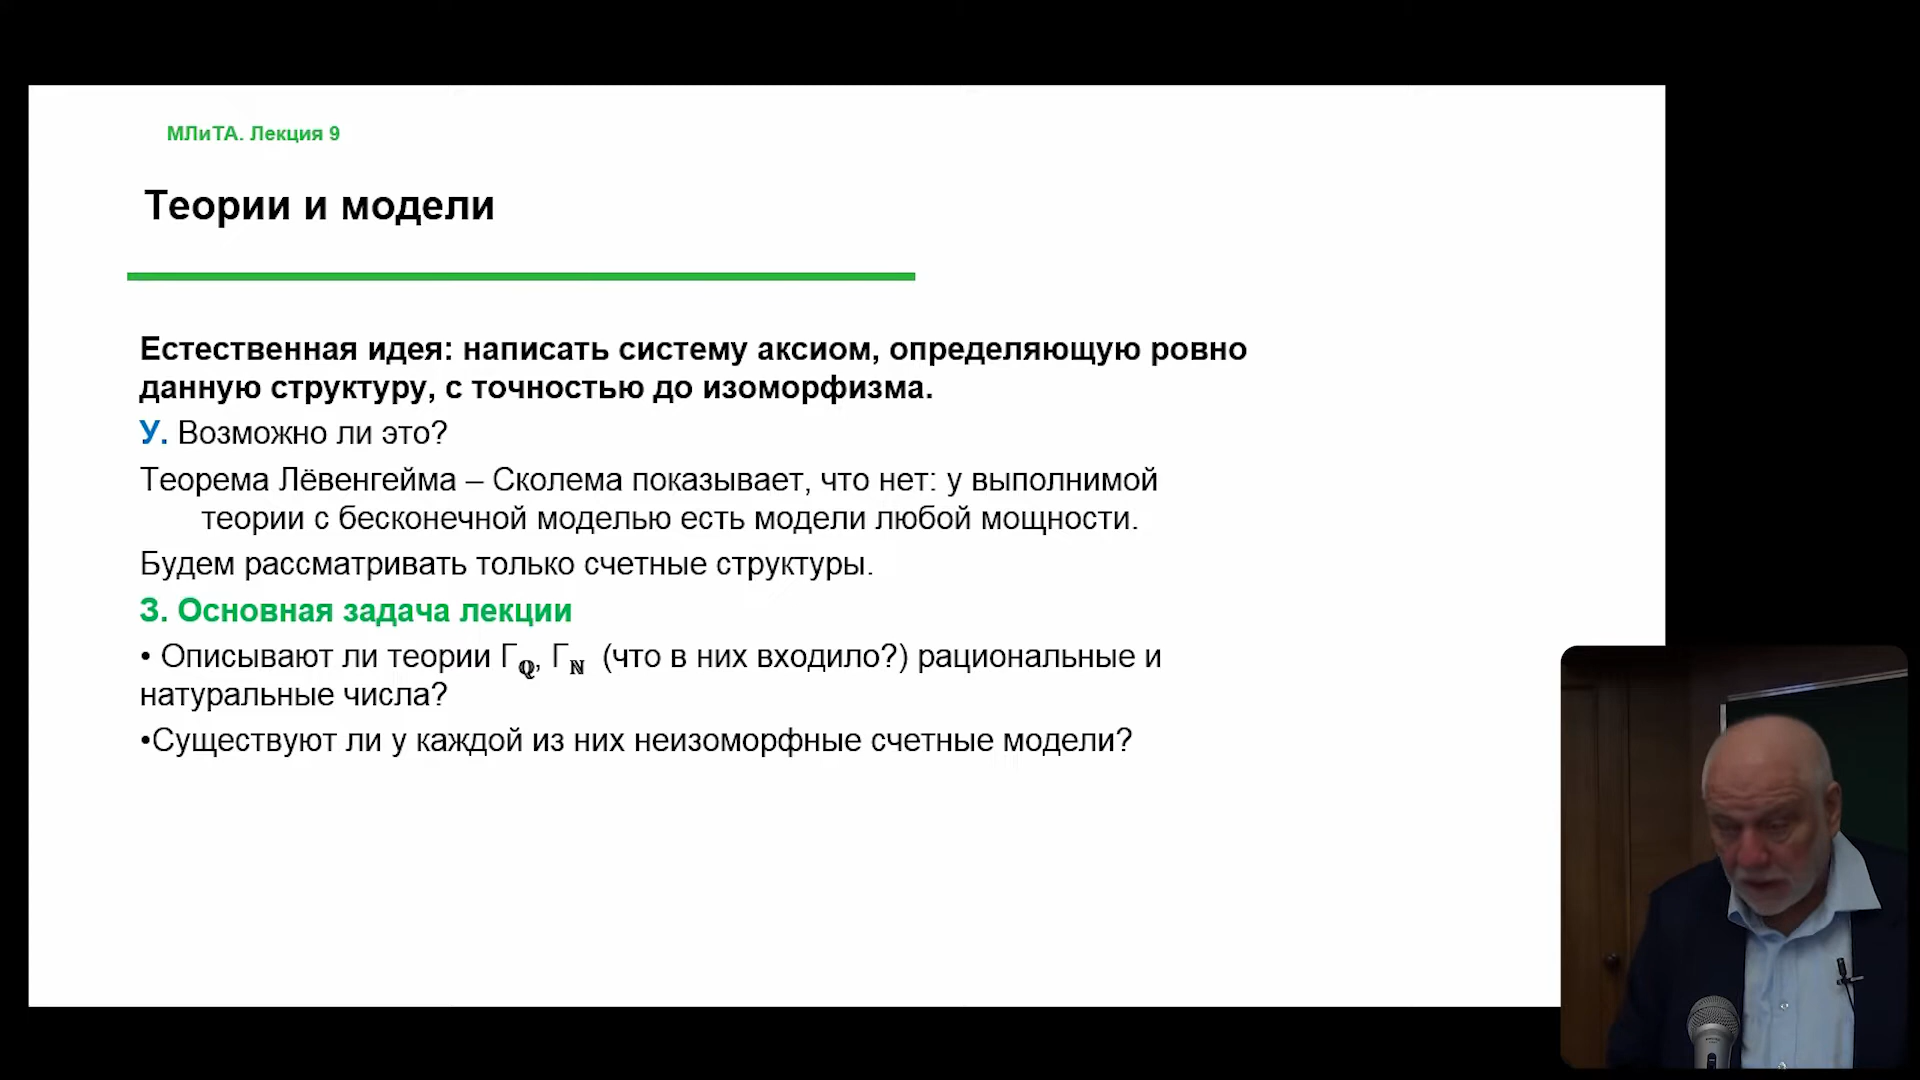 МЛиТА. Лекция 9
Теории и модели
Естественная идея: написать систему аксиом, определяющую ровно
данную структуру, с точностью до изоморфизма.
У. Возможно ли это?
Теорема Лёвенгейма – Сколема показывает, что нет: у выполнимой
теории с бесконечной моделью есть модели любой мощности.
Будем рассматривать только счетные структуры.
З. Основная задача лекции
• Описывают ли теории Γ_ℚ, Γ_ℕ (что в них входило?) рациональные и
натуральные числа?
•Существуют ли у каждой из них неизоморфные счетные модели?